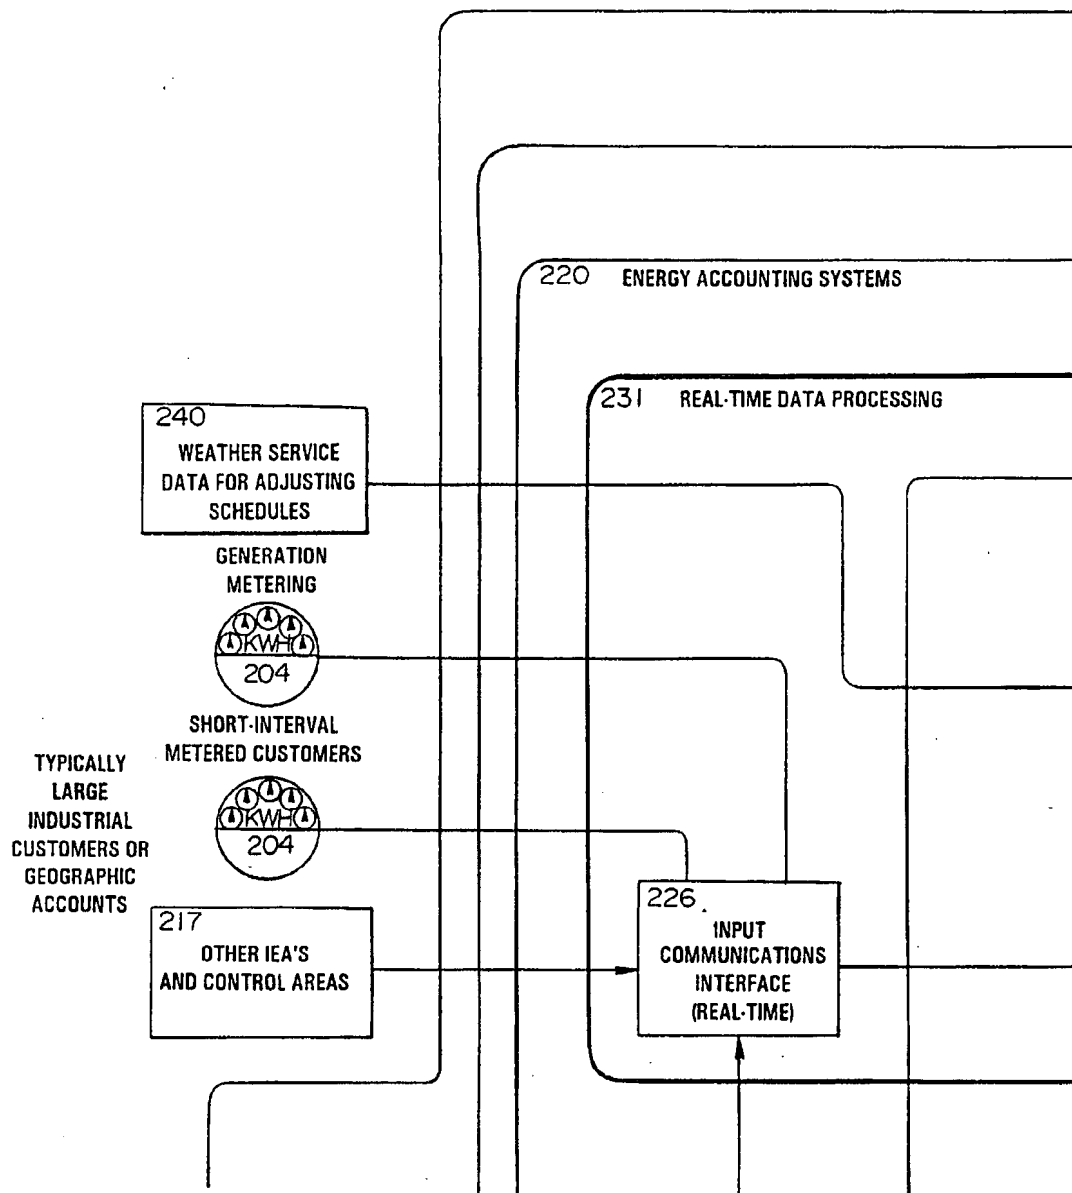 220 ENERGY ACCOUNTING SYSTEMS
231 REAL-TIME DATA PROCESSING
240
WEATHER SERVICE
DATA FOR ADJUSTING
SCHEDULES
GENERATION
METERING
KWH
204
SHORT-INTERVAL
METERED CUSTOMERS
TYPICALLY
LARGE
INDUSTRIAL
CUSTOMERS OR
GEOGRAPHIC
ACCOUNTS
KWH
204
217
OTHER IEA'S
AND CONTROL AREAS
226
INPUT
COMMUNICATIONS
INTERFACE
(REAL-TIME)